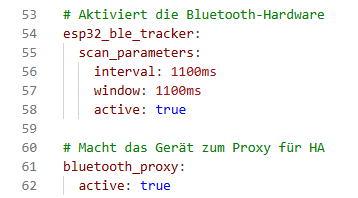 53 # Aktiviert die Bluetooth-Hardware
54 esp32_ble_tracker:
55   scan_parameters:
56     interval: 1100ms
57     window: 1100ms
58     active: true
59
60 # Macht das Gerät zum Proxy für HA
61 bluetooth_proxy:
62   active: true